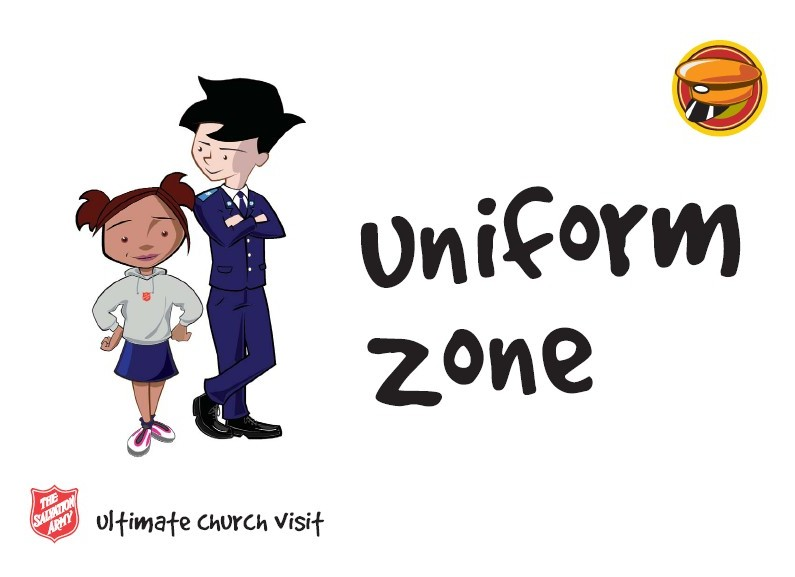 Uniform
Zone
THE
SALVATION
ARMY
Ultimate Church Visit